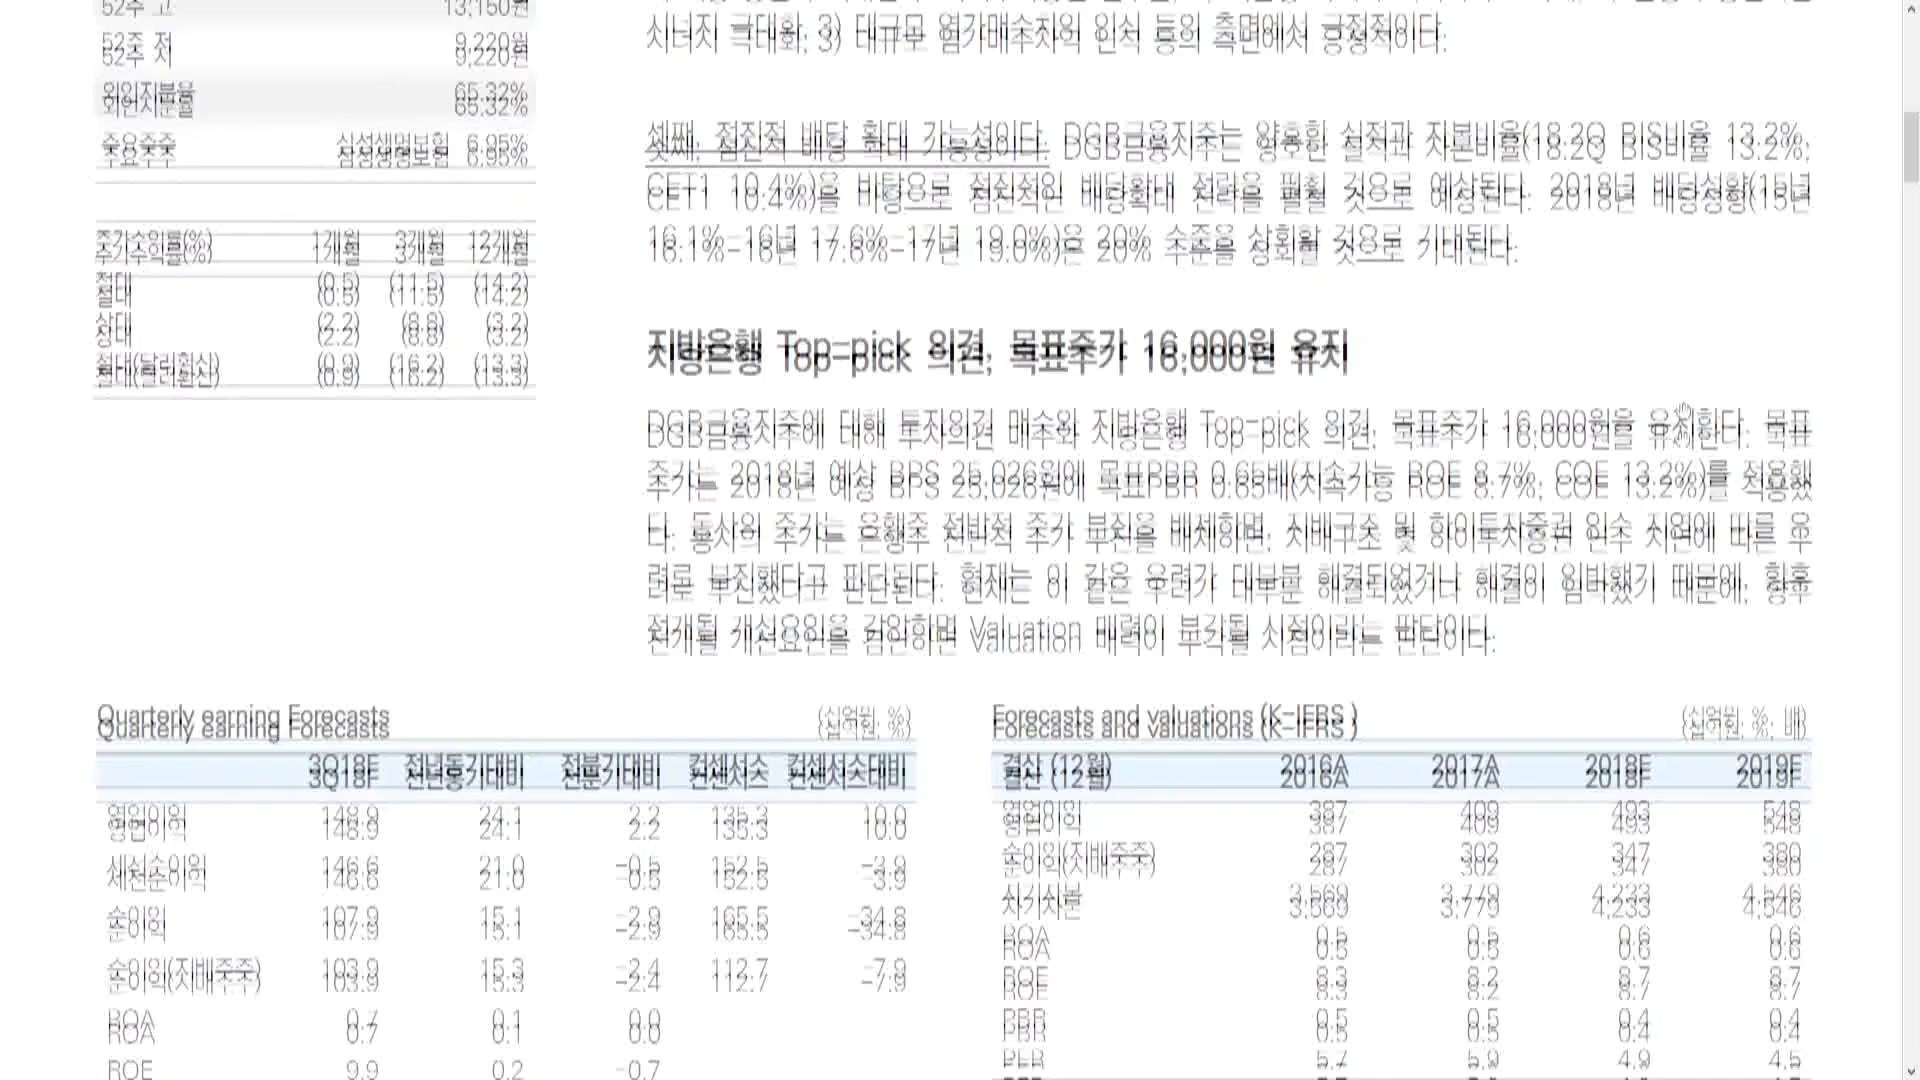 52주 고 13,150원
52주 저 9,220원
외인지분율 65.32%
주요주주 삼성생명보험 6.95%
주가수익률(%) 1개월 3개월 12개월
절대 (0.5) (11.5) (14.2)
상대 (2.2) (8.8) (3.2)
절대(달러환산) (0.9) (16.2) (13.3)
시너지 극대화, 3) 대규모 염가매수차익 인식 등의 측면에서 긍정적이다.
셋째, 점진적 배당 확대 가능성이다. DGB금융지주는 양호한 실적과 자본비율(18.2Q BIS비율 13.2%,
CET1 10.4%)을 바탕으로 점진적인 배당확대 전략을 펼칠 것으로 예상된다. 2018년 배당성향(15년
16.1%-16년 17.6%-17년 19.0%)은 20% 수준을 상회할 것으로 기대된다.
지방은행 Top-pick 의견, 목표주가 16,000원 유지
DGB금융지주에 대해 투자의견 매수와 지방은행 Top-pick 의견, 목표주가 16,000원을 유지한다. 목표
주가는 2018년 예상 BPS 25,026원에 목표PBR 0.65배(지속가능 ROE 8.7%, COE 13.2%)를 적용했
다. 동사의 주가는 은행주 전반적 주가 부진을 배제하면, 지배구조 및 하이투자증권 인수 지연에 따른 우
려로 부진했다고 판단된다. 현재는 이 같은 우려가 대부분 해결되었거나 해결이 임박했기 때문에, 향후
전개될 개선요인을 감안하면 Valuation 매력이 부각될 시점이라는 판단이다.
Quarterly earning Forecasts (십억원, %)
3Q18F 전년동기대비 전분기대비 컨센서스 컨센서스대비
영업이익 148.9 24.1 2.2 135.3 10.0
세전순이익 146.6 21.0 -0.5 152.5 -3.9
순이익 107.9 15.1 -2.9 165.5 -34.8
순이익(지배주주) 103.9 15.3 -2.4 112.7 -7.9
ROA 0.7 0.1 0.0
ROE 9.9 0.2 -0.7
Forecasts and valuations (K-IFRS ) (십억원, %, 배)
결산 (12월) 2016A 2017A 2018F 2019F
영업이익 387 409 493 548
순이익(지배주주) 287 302 347 380
자기자본 3,569 3,779 4,233 4,546
ROA 0.5 0.5 0.6 0.6
ROE 8.3 8.2 8.7 8.7
PBR 0.5 0.5 0.4 0.4
PER 5.7 5.9 4.9 4.5